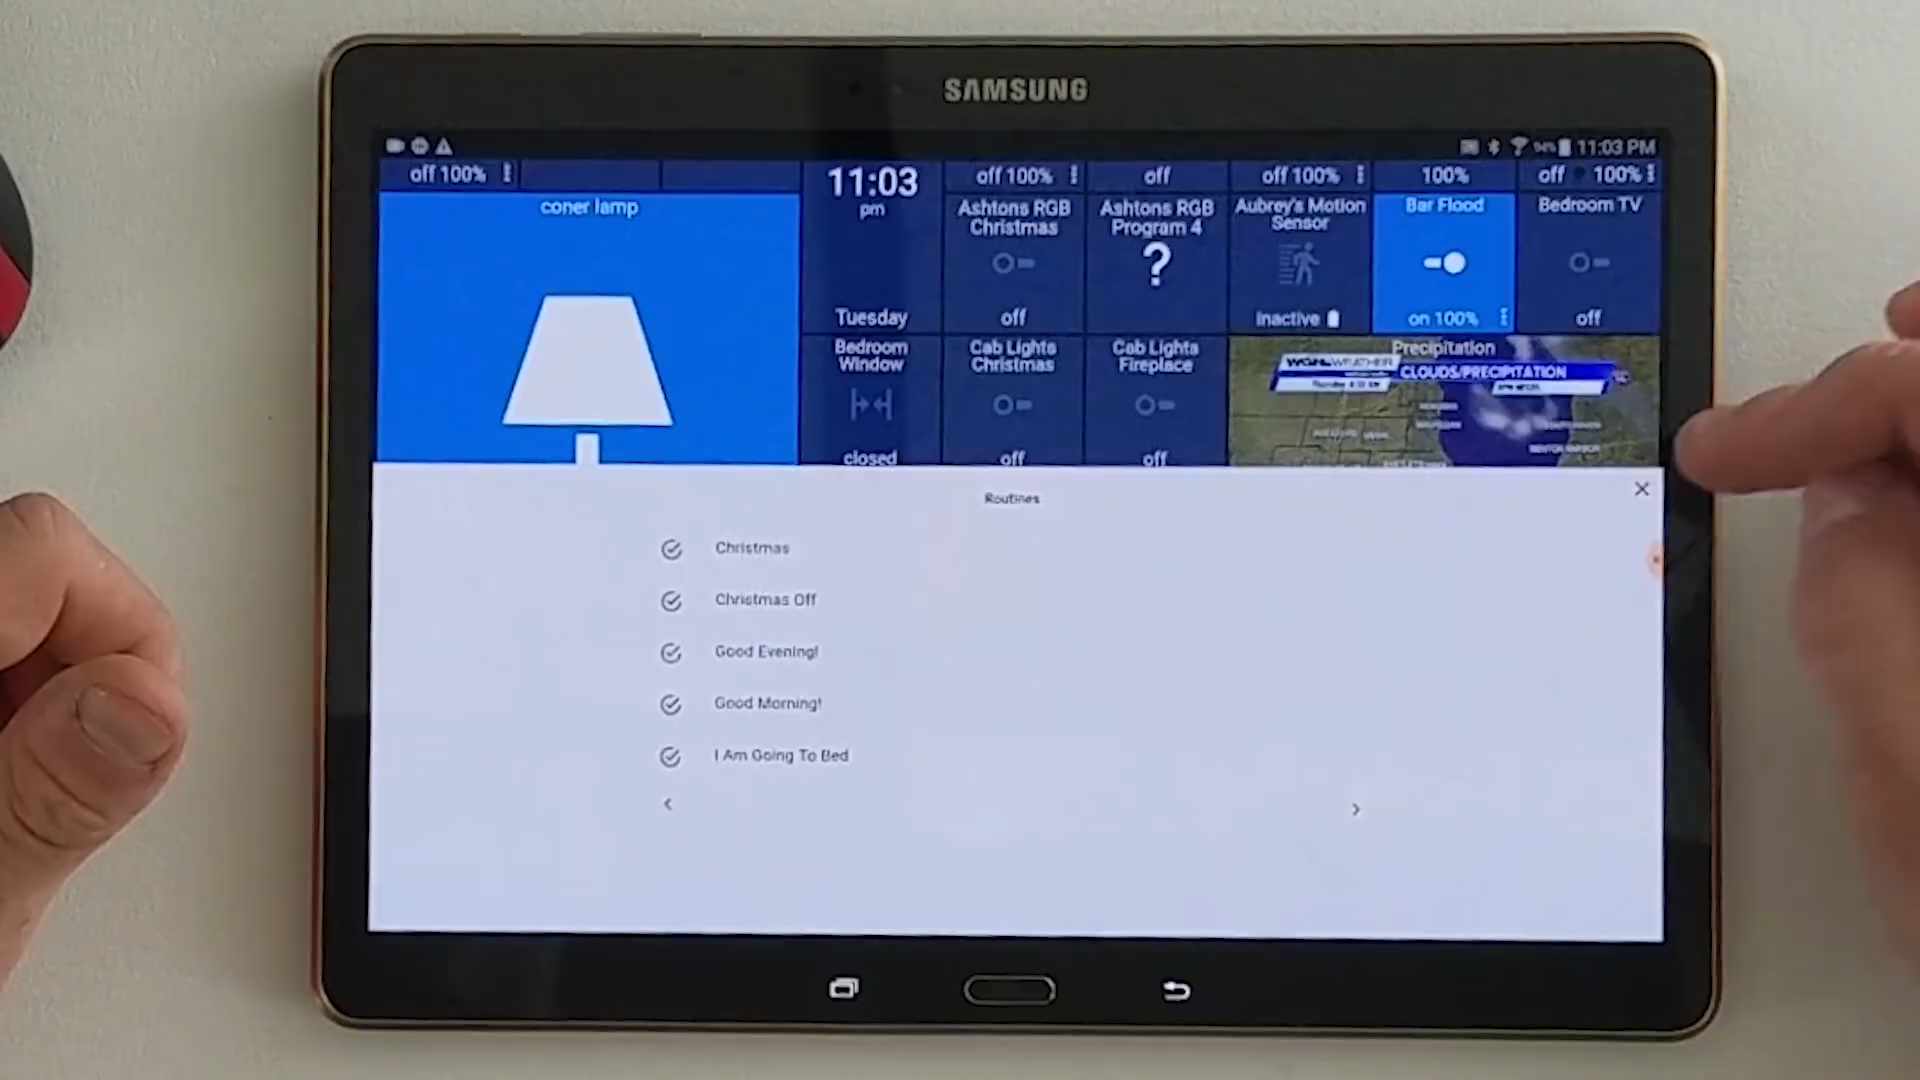 SAMSUNG
94% 11:03 PM
off 100%
11:03
pm
off 100%
off
off 100%
100%
off 100%
coner lamp
Ashtons RGB
Christmas
Ashtons RGB
Program 4
?
Aubrey's Motion
Sensor
Bar Flood
Bedroom TV
Tuesday
off
inactive
on 100%
off
Bedroom
Window
Cab Lights
Christmas
Cab Lights
Fireplace
Precipitation
CLOUDS/PRECIPITATION
closed
off
off
Routines
Christmas
Christmas Off
Good Evening!
Good Morning!
I Am Going To Bed